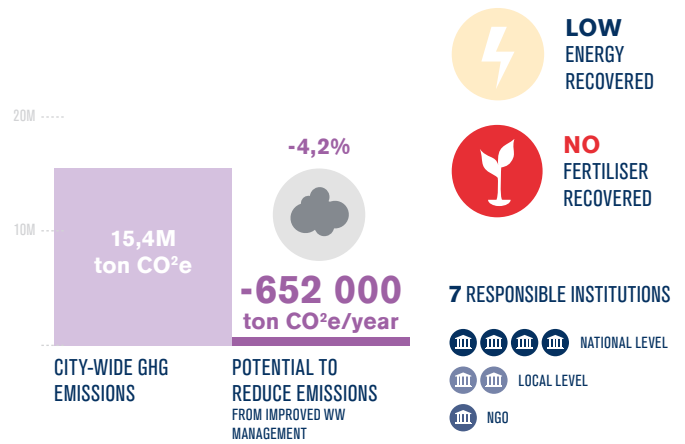 20M
10M
15,4M
ton CO²e
-4,2%
-652 000
ton CO²e/year
CITY-WIDE GHG
EMISSIONS
POTENTIAL TO
REDUCE EMISSIONS
FROM IMPROVED WW
MANAGEMENT
LOW
ENERGY
RECOVERED
NO
FERTILISER
RECOVERED
7 RESPONSIBLE INSTITUTIONS
NATIONAL LEVEL
LOCAL LEVEL
NGO